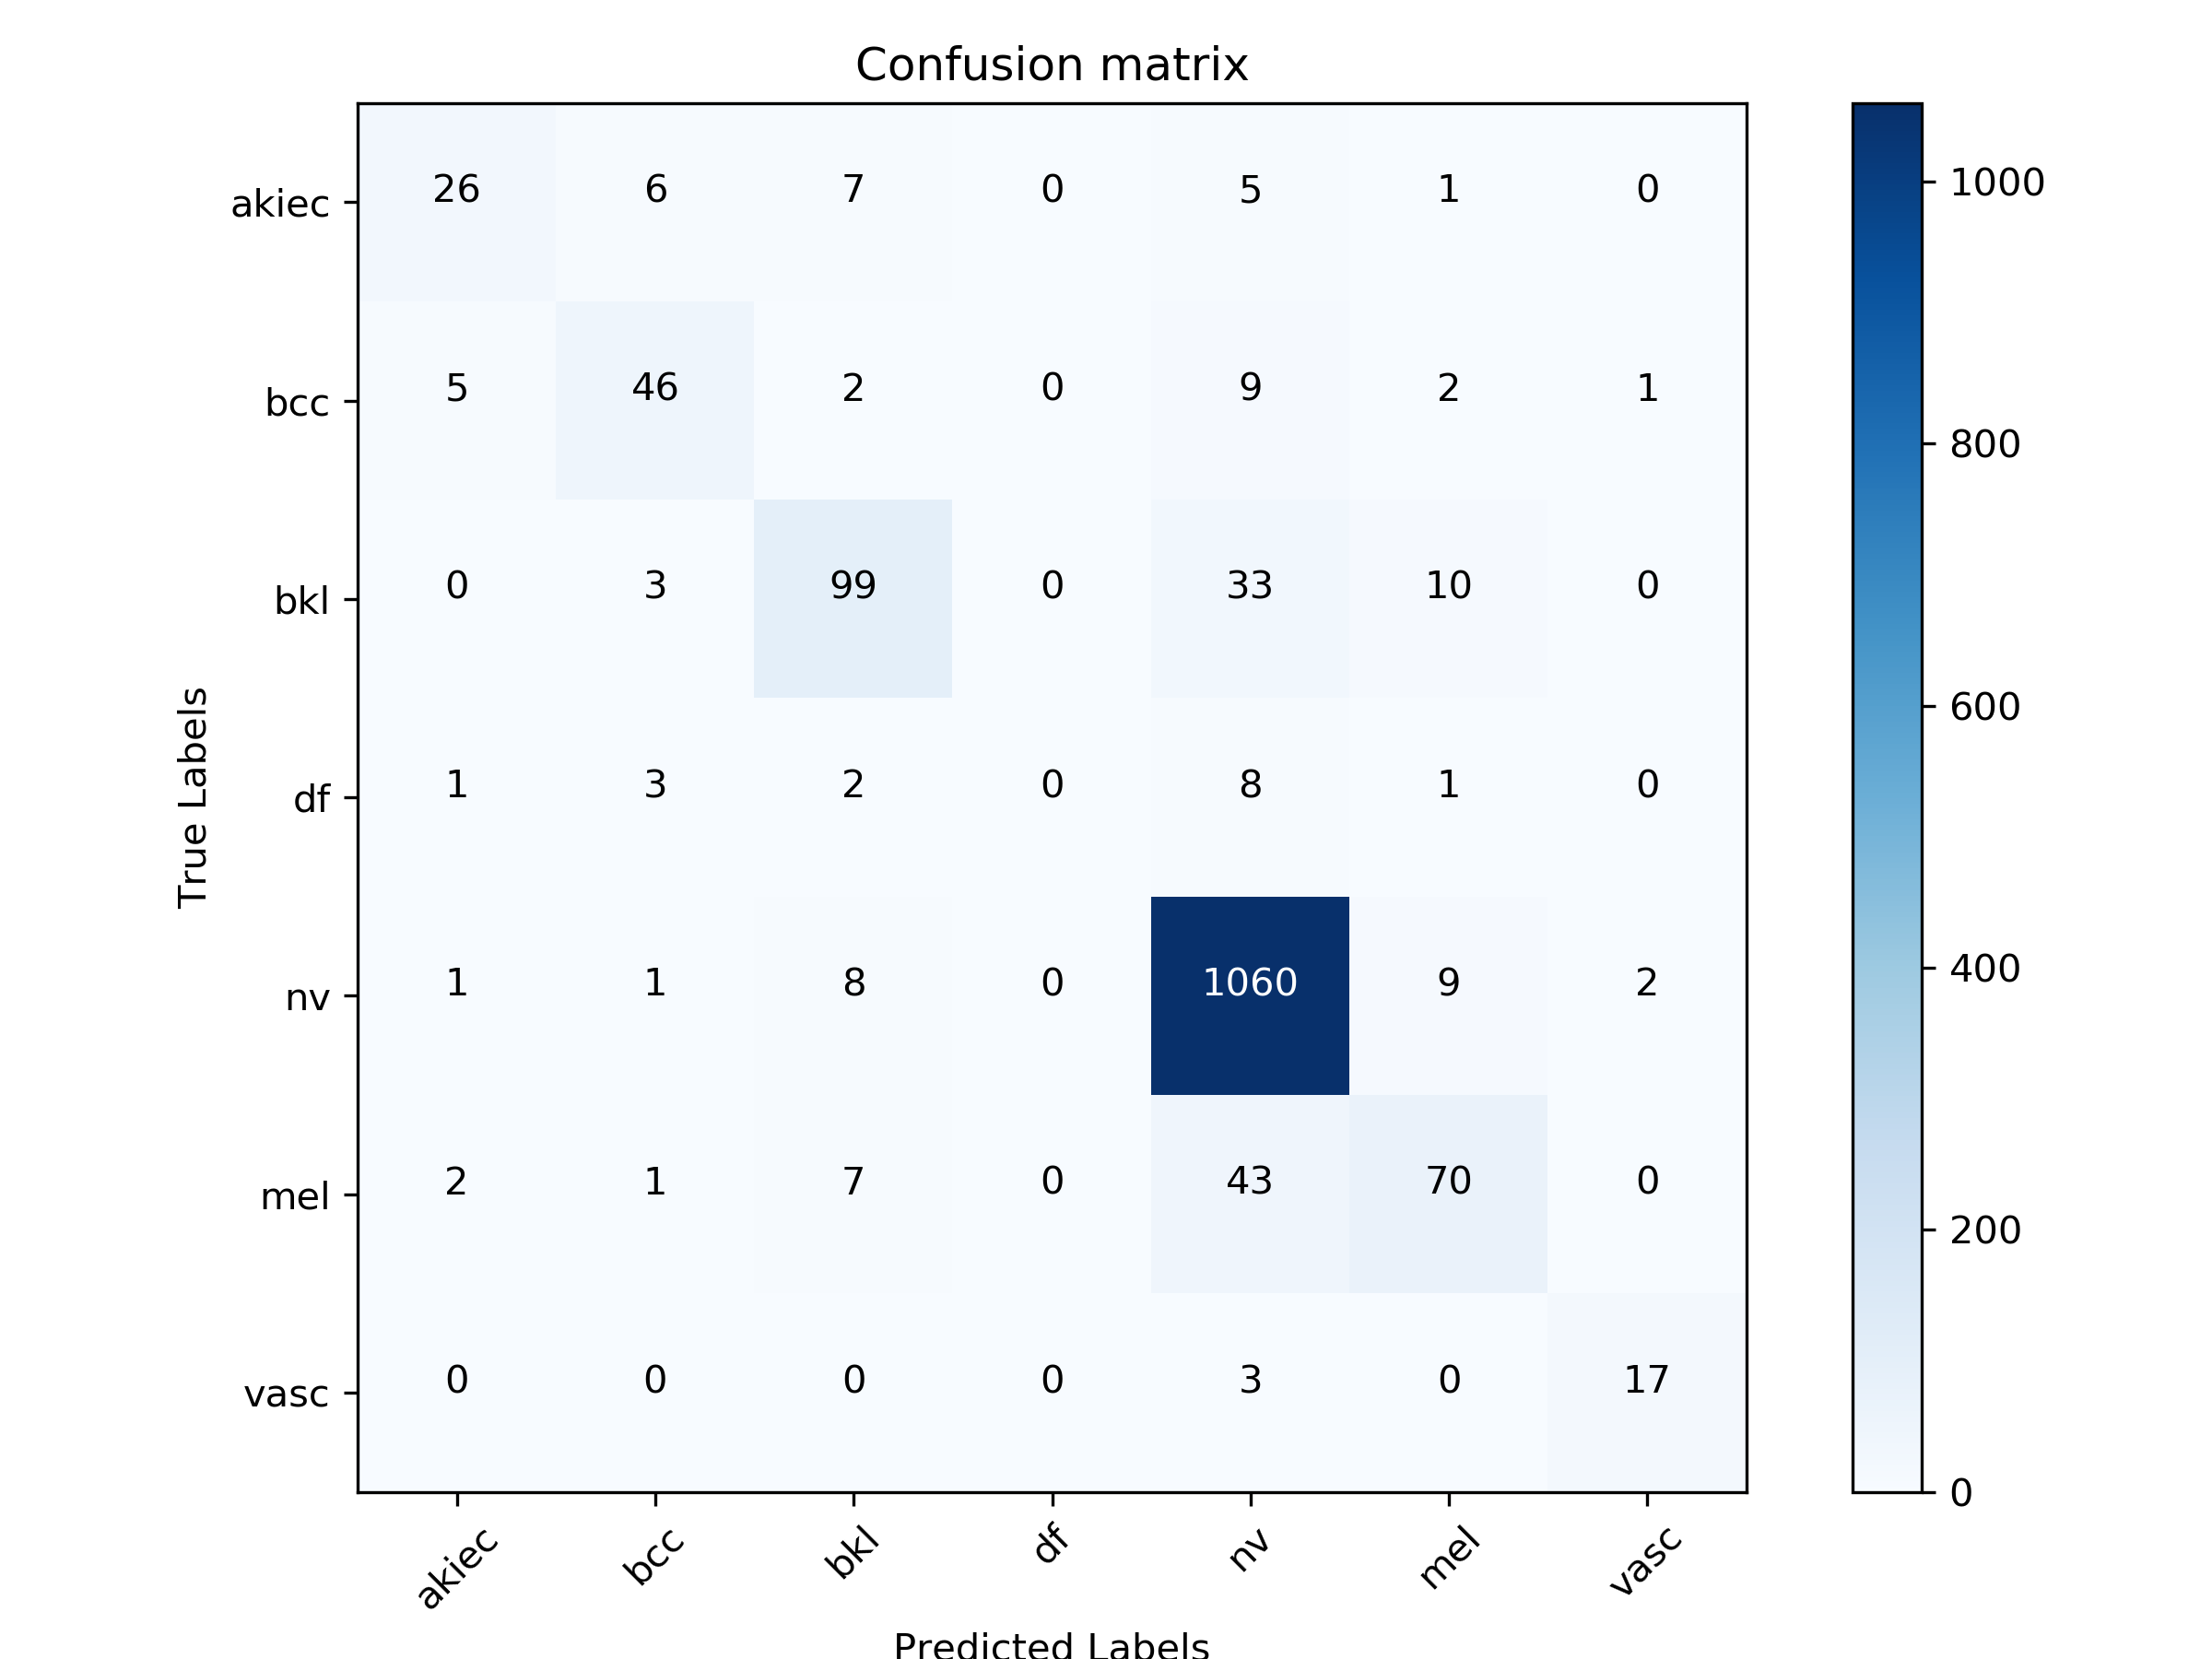 Confusion matrix
akiec 26 6 7 0 5 1 0
bcc 5 46 2 0 9 2 1
bkl 0 3 99 0 33 10 0
df 1 3 2 0 8 1 0
nv 1 1 8 0 1060 9 2
mel 2 1 7 0 43 70 0
vasc 0 0 0 0 3 0 17
True Labels
akiec bcc bkl df nv mel vasc
Predicted Labels
1000
800
600
400
200
0